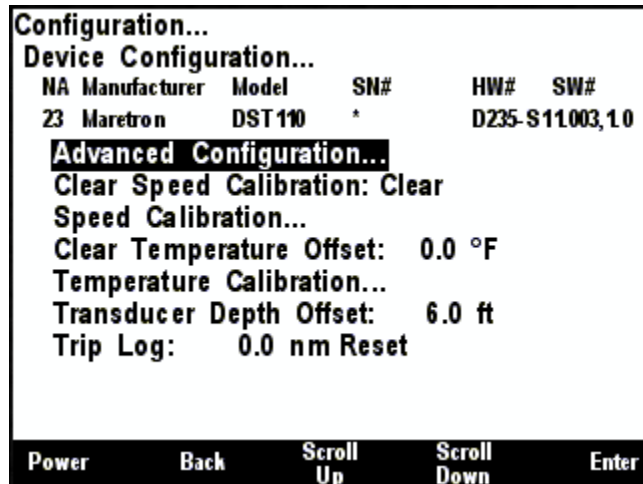 Configuration...
Device Configuration...
NA Manufacturer Model SN# HW# SW#
23 Maretron DST110 * D235-S11.003, 1.0
Advanced Configuration...
Clear Speed Calibration: Clear
Speed Calibration...
Clear Temperature Offset: 0.0 °F
Temperature Calibration...
Transducer Depth Offset: 6.0 ft
Trip Log: 0.0 nm Reset
Power Back Scroll Up Scroll Down Enter